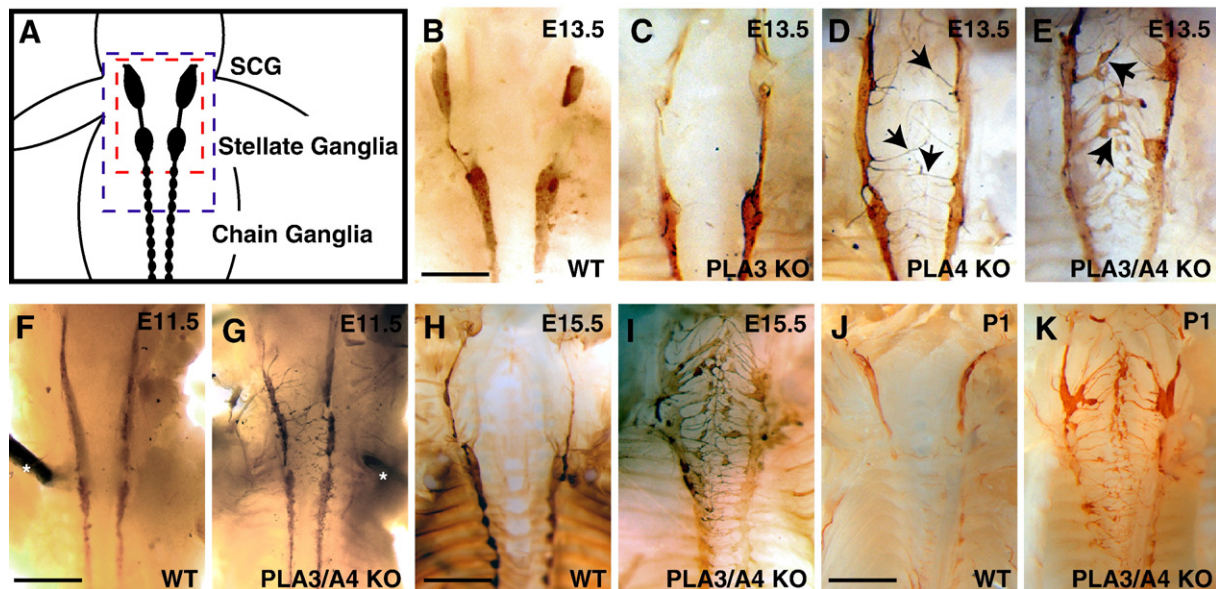 A
SCG
Stellate Ganglia
Chain Ganglia
B
E13.5
WT
C
E13.5
PLA3 KO
D
E13.5
PLA4 KO
E
E13.5
PLA3/A4 KO
F
E11.5
*
WT
G
E11.5
*
PLA3/A4 KO
H
E15.5
WT
I
E15.5
PLA3/A4 KO
J
P1
WT
K
P1
PLA3/A4 KO